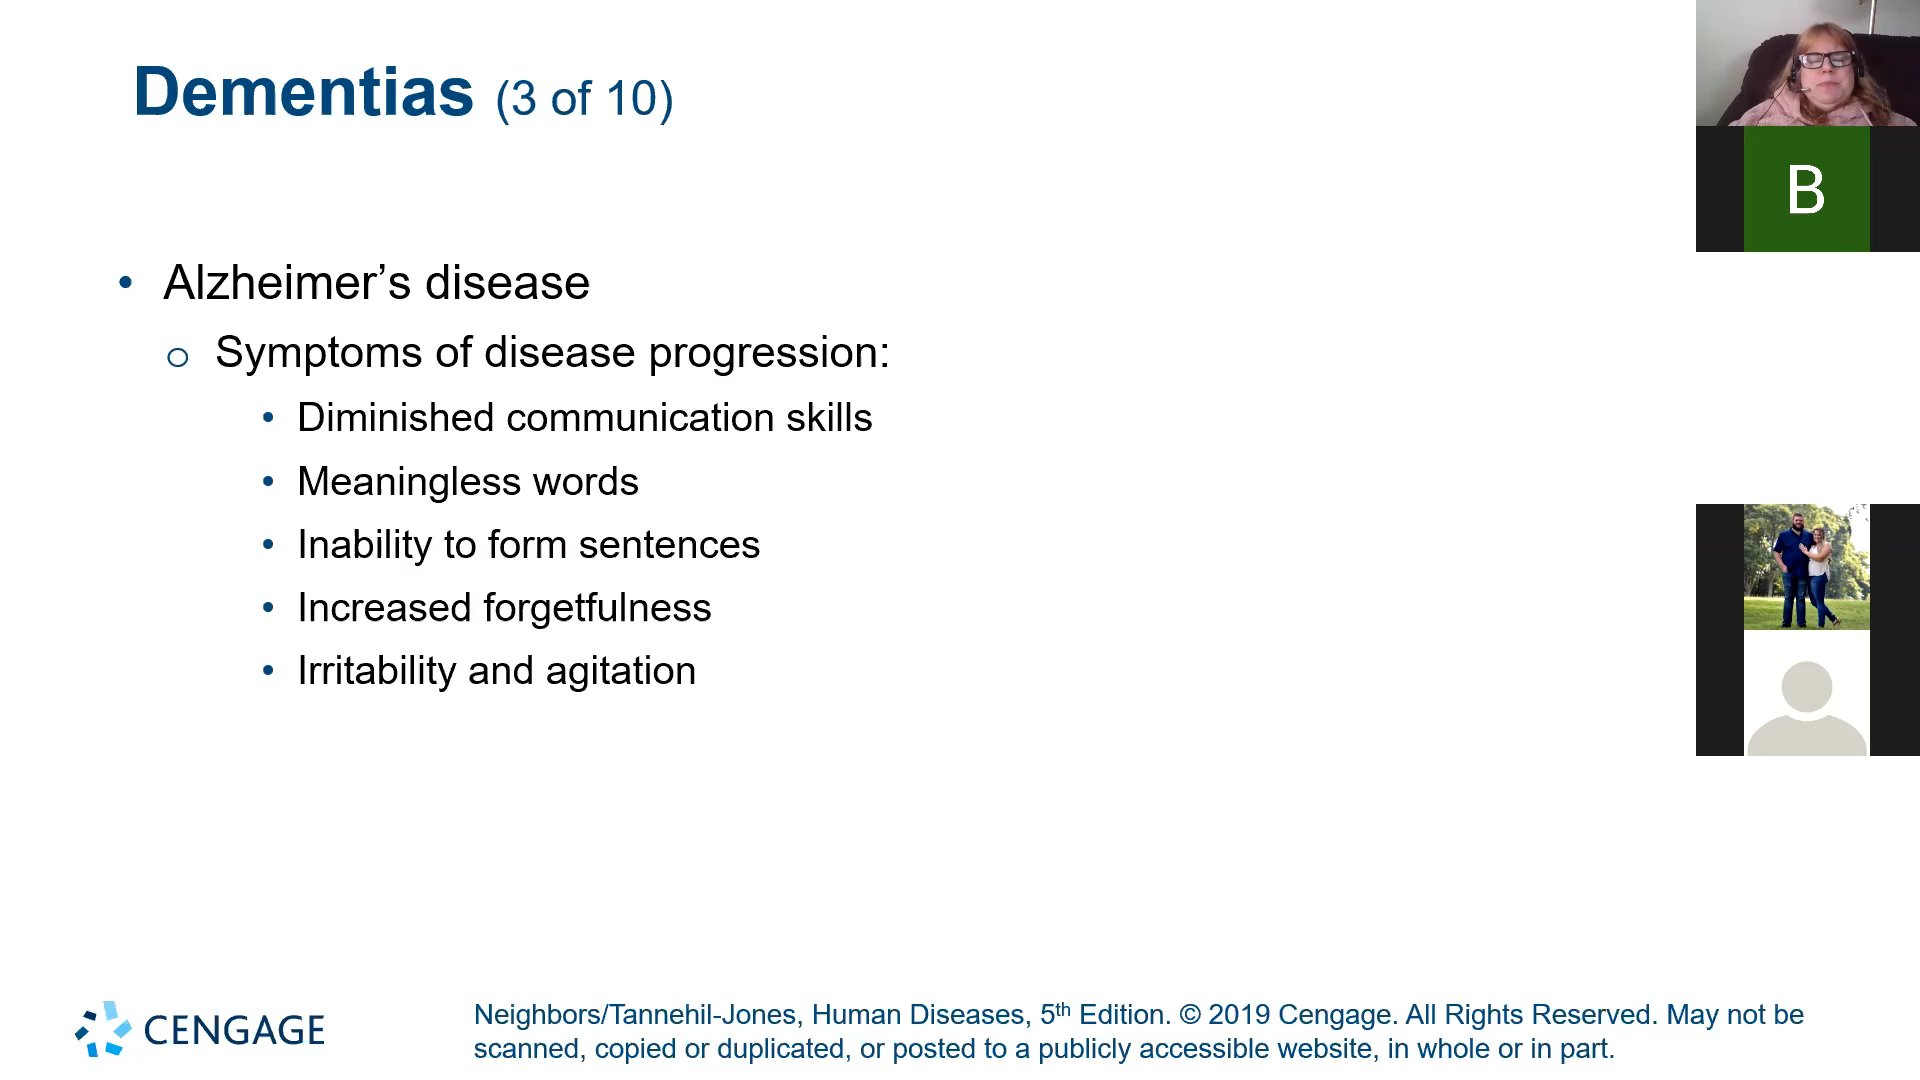 Dementias (3 of 10)
B
• Alzheimer’s disease
o Symptoms of disease progression:
• Diminished communication skills
• Meaningless words
• Inability to form sentences
• Increased forgetfulness
• Irritability and agitation
CENGAGE
Neighbors/Tannehil-Jones, Human Diseases, 5th Edition. © 2019 Cengage. All Rights Reserved. May not be
scanned, copied or duplicated, or posted to a publicly accessible website, in whole or in part.